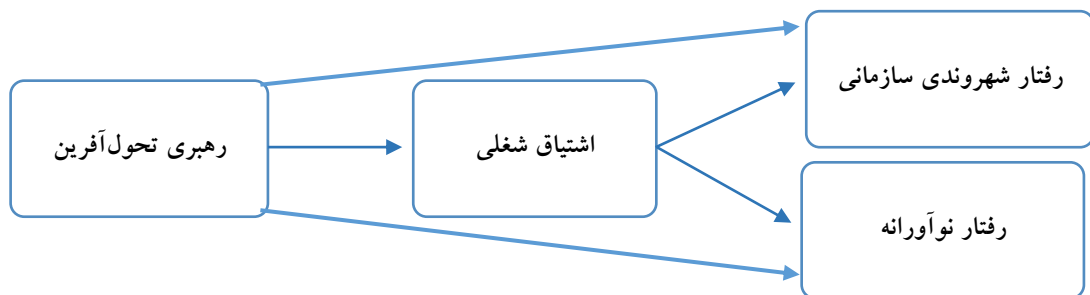 رفتار شهروندی سازمانی
رهبری تحول‌آفرین
اشتیاق شغلی
رفتار نوآورانه